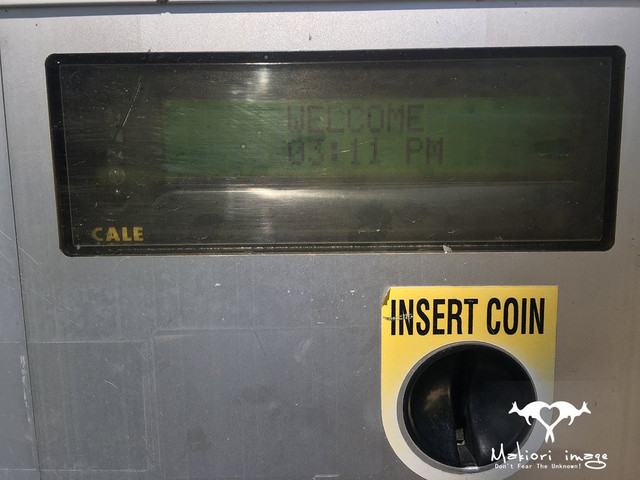 WELCOME
03:11 PM
CALE
INSERT COIN
Makiori image
Don't Fear The Unknown!